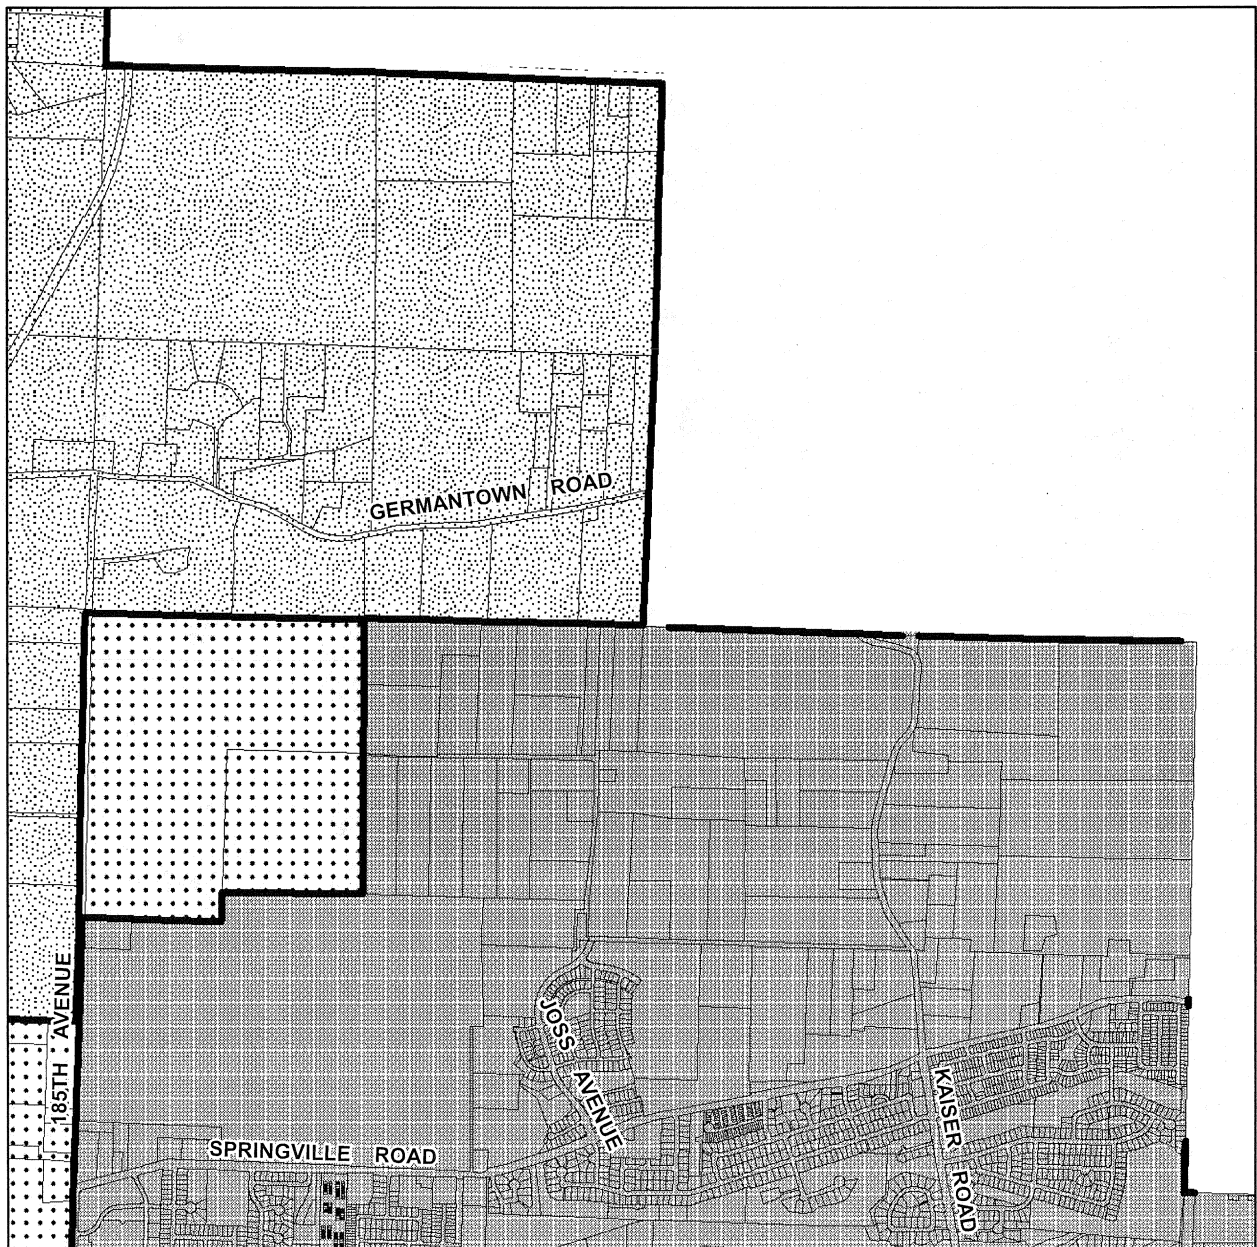 GERMANTOWN ROAD
185TH AVENUE
JOSS AVENUE
SPRINGVILLE ROAD
KAISER ROAD